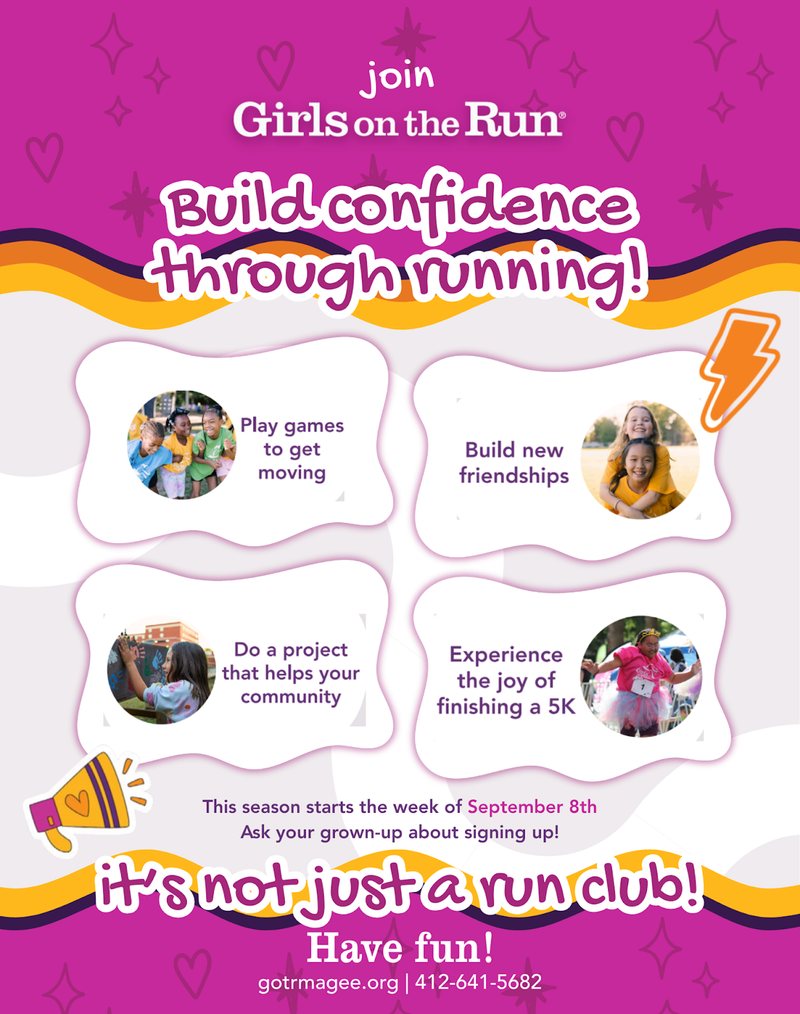 join
Girls on the Run®
Build confidence
through running!
Play games
to get
moving
Build new
friendships
Do a project
that helps your
community
Experience
the joy of
finishing a 5K
1
This season starts the week of September 8th
Ask your grown-up about signing up!
it's not just a run club!
Have fun!
gotrmagee.org | 412-641-5682